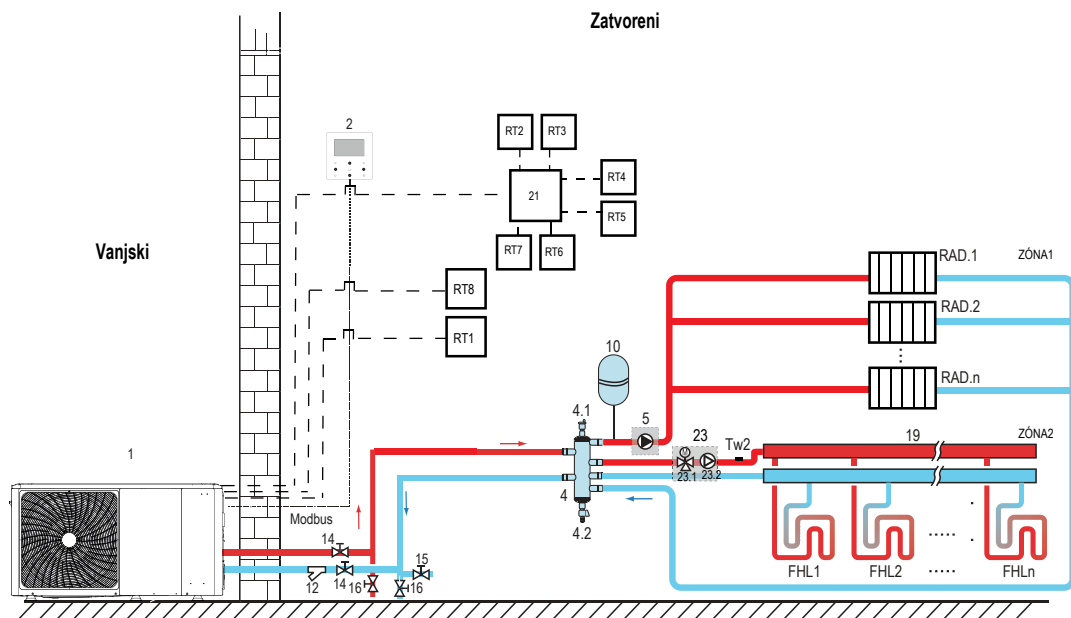 Zatvoreni
Vanjski
2
RT2
RT3
21
RT4
RT5
RT7
RT6
RT8
RT1
RAD.1
ZÓNA1
RAD.2
RAD.n
10
4.1
5
23
Tw2
19
ZÓNA2
23.1
23.2
4
4.2
1
Modbus
14
12
14
16
15
16
FHL1
FHL2
FHLn